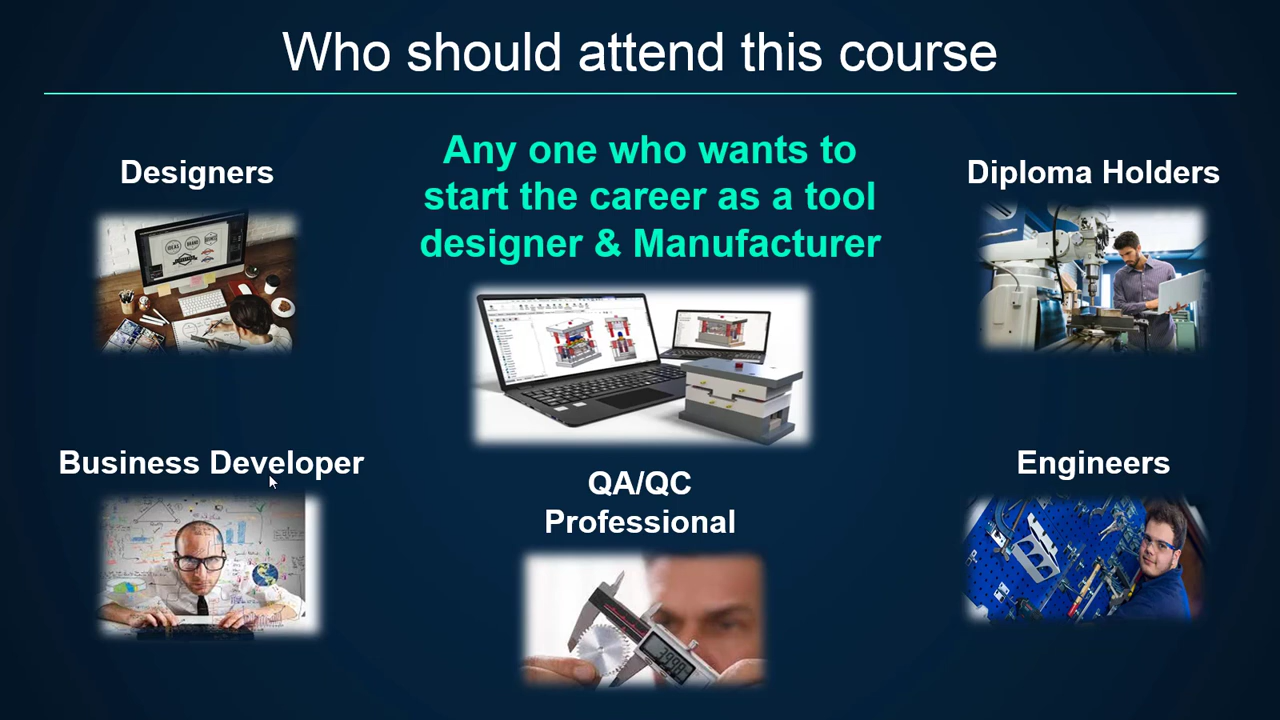 Who should attend this course
Any one who wants to
start the career as a tool
designer & Manufacturer
Designers
Diploma Holders
Business Developer
QA/QC
Professional
Engineers